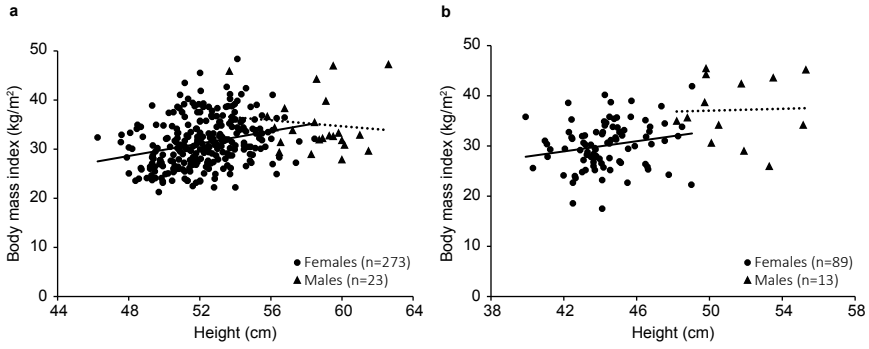 a
Body mass index (kg/m²)
50
40
30
20
10
0
44
48
52
56
60
64
Height (cm)
Females (n=273)
Males (n=23)
b
Body mass index (kg/m²)
50
40
30
20
10
0
38
42
46
50
54
58
Height (cm)
Females (n=89)
Males (n=13)